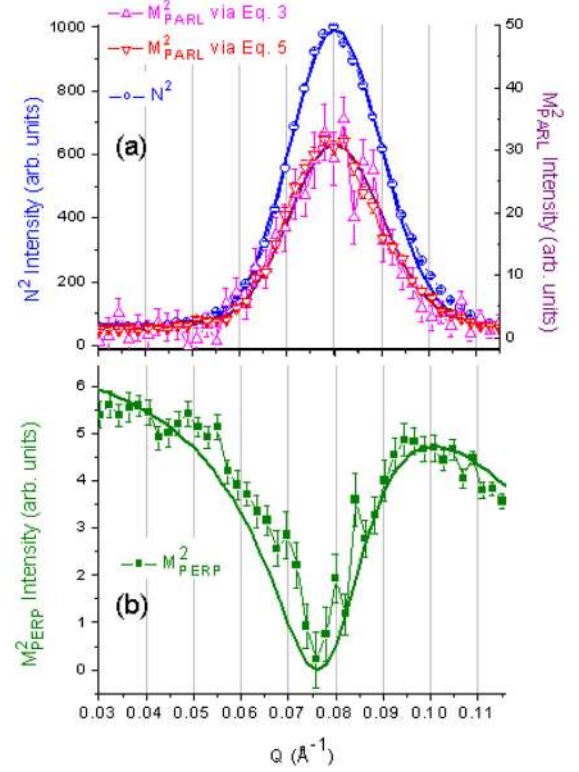 M²PARL via Eq. 3
M²PARL via Eq. 5
N²
(a)
1000
800
600
400
200
0
N² Intensity (arb. units)
50
40
30
20
10
0
M²PARL Intensity (arb. units)
6
5
4
3
2
1
0
M²PERP Intensity (arb. units)
M²PERP
(b)
0.03 0.04 0.05 0.06 0.07 0.08 0.09 0.10 0.11
Q (Å⁻¹)